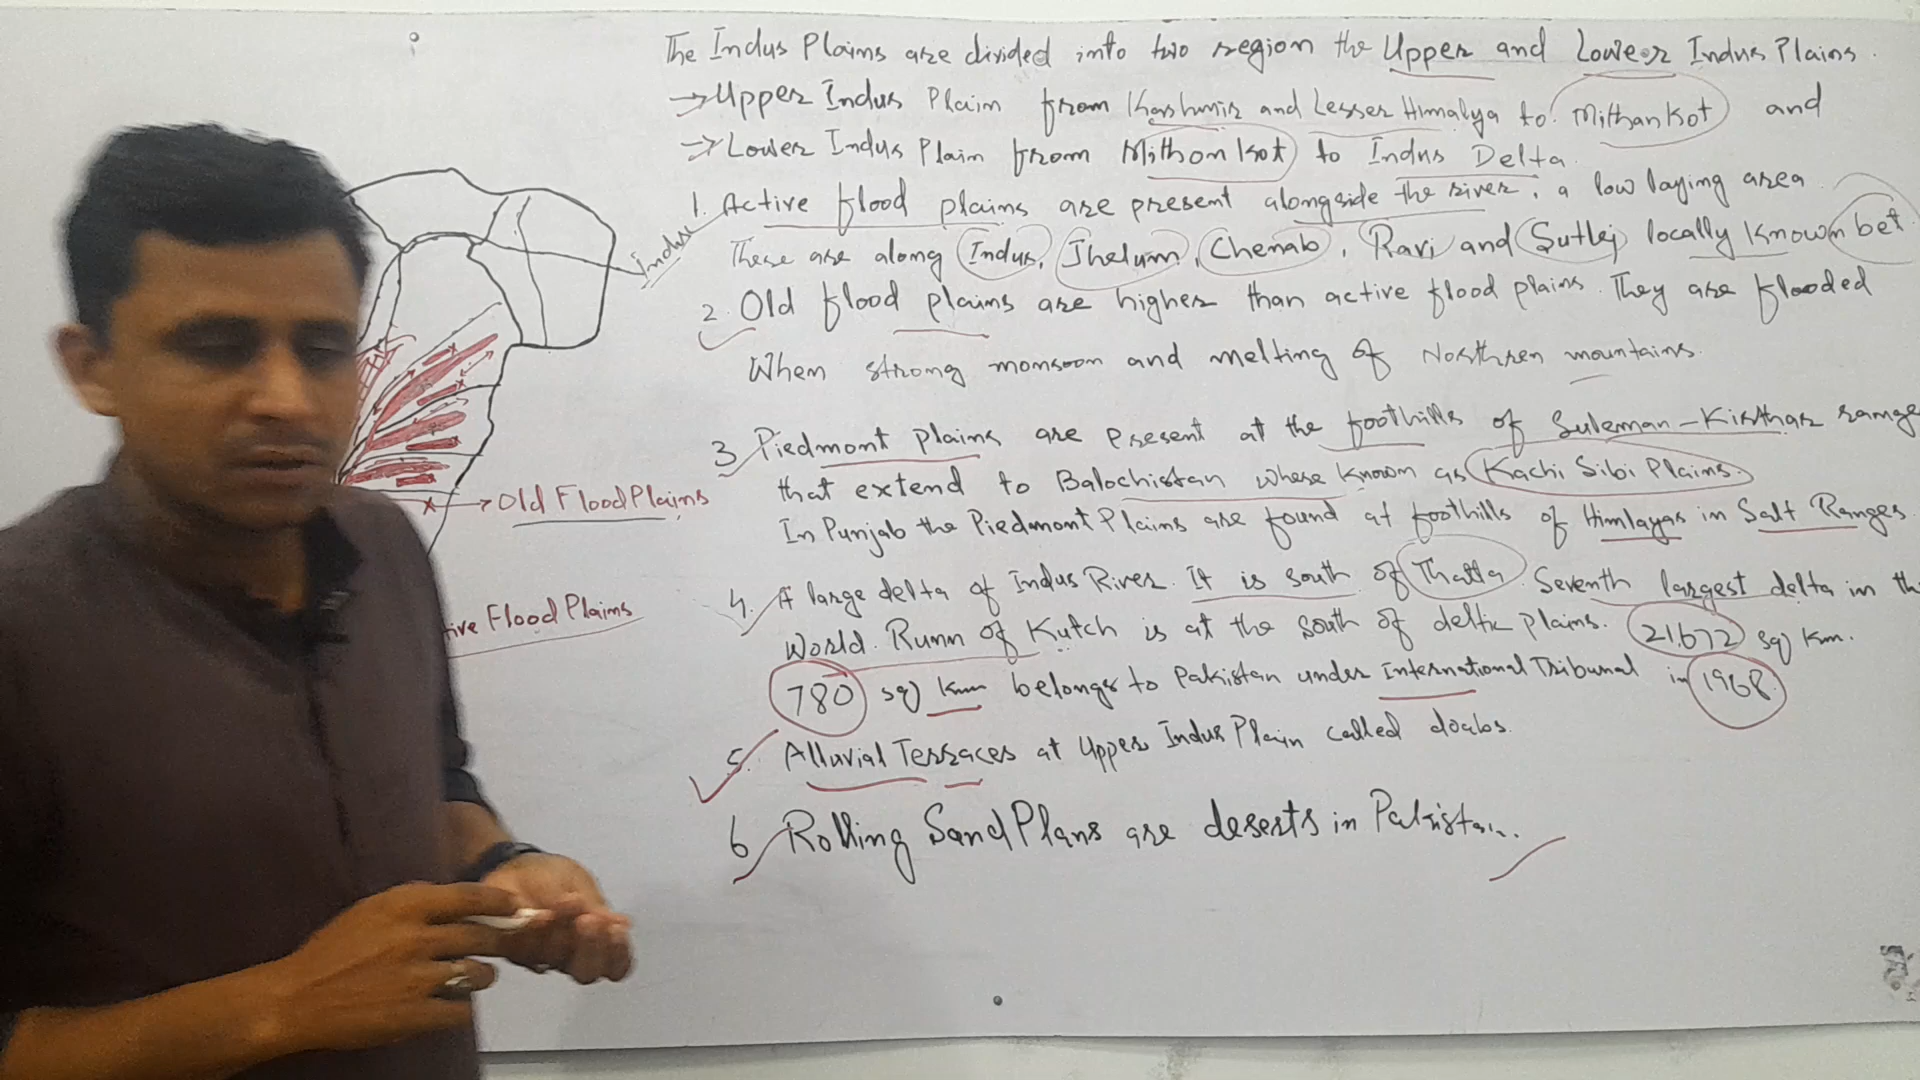 The Indus Plains are divided into two region the Upper and Lower Indus Plains.
→ Upper Indus Plain from Kashmir and Lesser Himalya to Mithankot and
→ Lower Indus Plain from Mithonkot to Indus Delta.
1. Active flood plains are present alongside the river, a low laying area
These are along Indus, Jhelum, Chenab, Ravi and Sutlej locally known bet
2. Old flood plains are higher than active flood plains. They are flooded
When strong monsoon and melting of Northren mountains.
3 Piedmont plains are present at the foothills of Suleman-Kirthar range
that extend to Balochistan where known as Kachi Sibi Plains.
In Punjab the Piedmont Plains are found at foothills of Himlayas in Salt Ranges.
4. A large delta of Indus River. It is south of Thatta. Seventh largest delta in th
World. Runn of Kutch is at the south of deltic plains. 21,672 sq km.
780 sq km belongs to Pakistan under International Tribunal in 1968.
5. Alluvial Terraces at Upper Indus Plain called doabs.
6 Rolling Sand Plans are deserts in Pakistan.
Indus
x → Old Flood Plains
ive Flood Plains